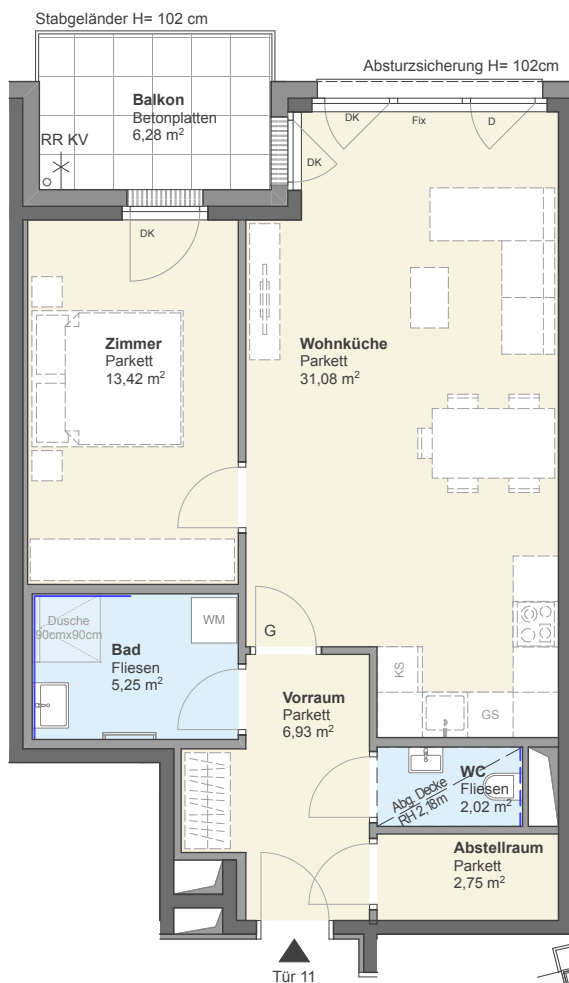 Stabgeländer H= 102 cm
Absturzsicherung H= 102cm
Balkon
Betonplatten
6,28 m²
RR KV
DK
Fix
D
DK
DK
Zimmer
Parkett
13,42 m²
Wohnküche
Parkett
31,08 m²
Dusche
90cmx90cm
WM
Bad
Fliesen
5,25 m²
G
KS
GS
Vorraum
Parkett
6,93 m²
WC
Fliesen
2,02 m²
Abg. Decke
RH 2,18m
Abstellraum
Parkett
2,75 m²
Tür 11